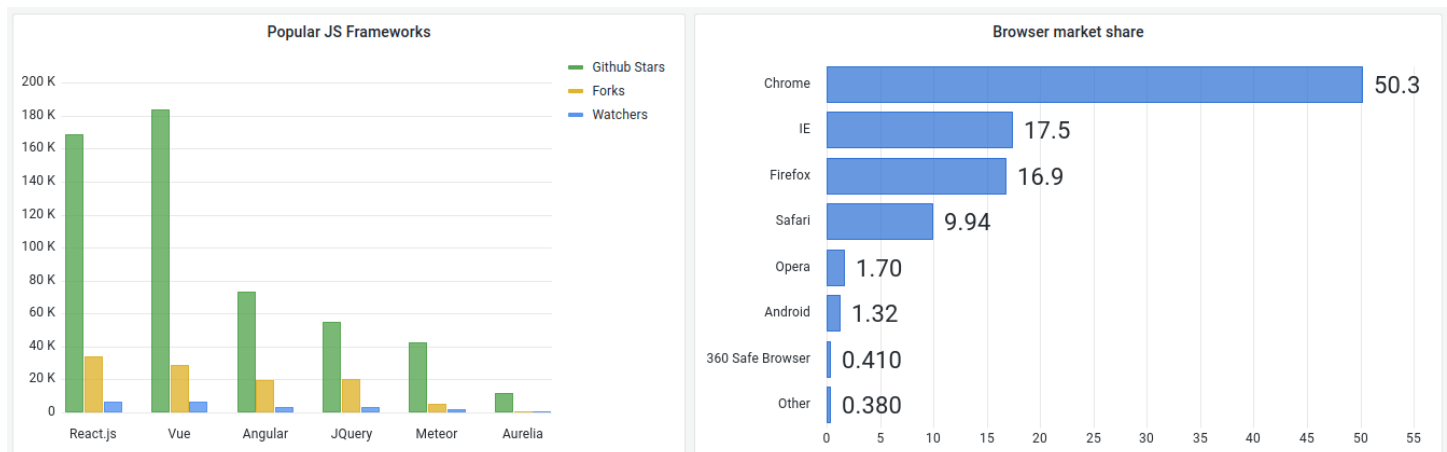 Popular JS Frameworks
Github Stars
Forks
Watchers
200 K
180 K
160 K
140 K
120 K
100 K
80 K
60 K
40 K
20 K
0
React.js Vue Angular JQuery Meteor Aurelia
Browser market share
Chrome 50.3
IE 17.5
Firefox 16.9
Safari 9.94
Opera 1.70
Android 1.32
360 Safe Browser 0.410
Other 0.380
0 5 10 15 20 25 30 35 40 45 50 55